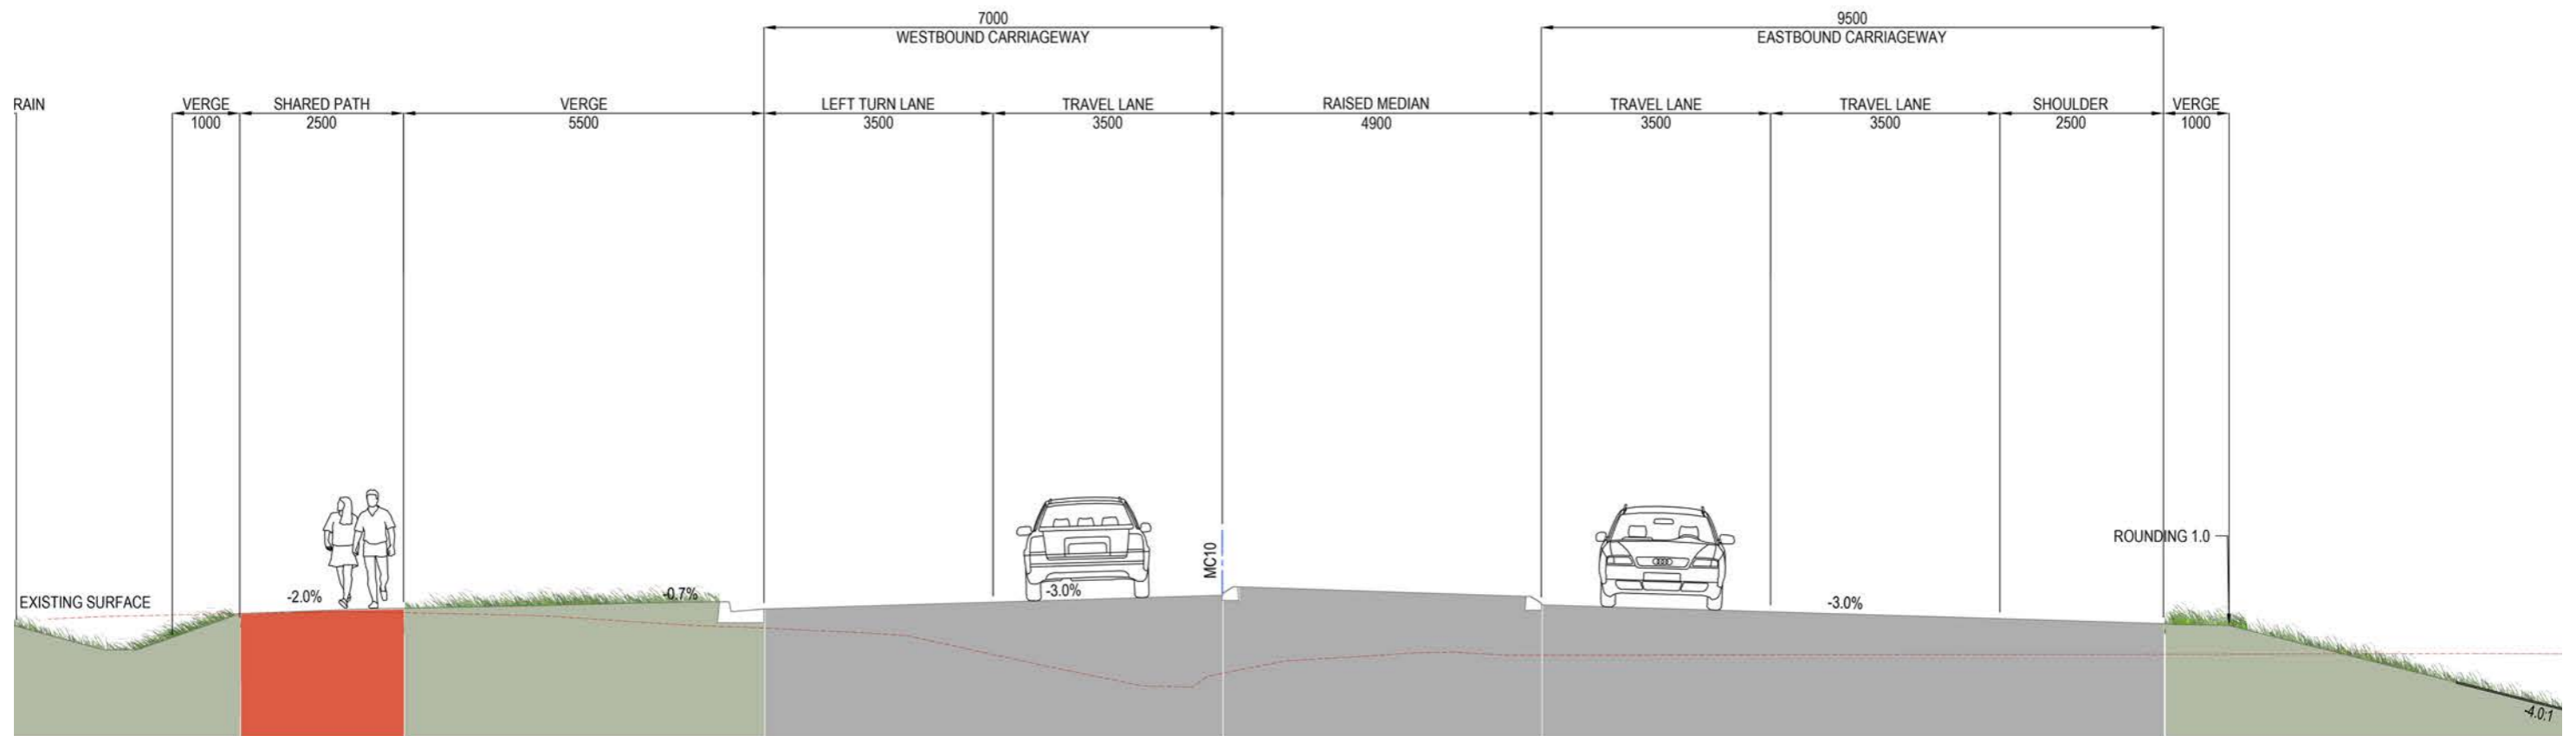 7000
WESTBOUND CARRIAGEWAY
9500
EASTBOUND CARRIAGEWAY
RAIN
VERGE
1000
SHARED PATH
2500
VERGE
5500
LEFT TURN LANE
3500
TRAVEL LANE
3500
RAISED MEDIAN
4900
TRAVEL LANE
3500
TRAVEL LANE
3500
SHOULDER
2500
VERGE
1000
EXISTING SURFACE
-2.0%
-0.7%
-3.0%
MC10
-3.0%
ROUNDING 1.0
-4.0:1